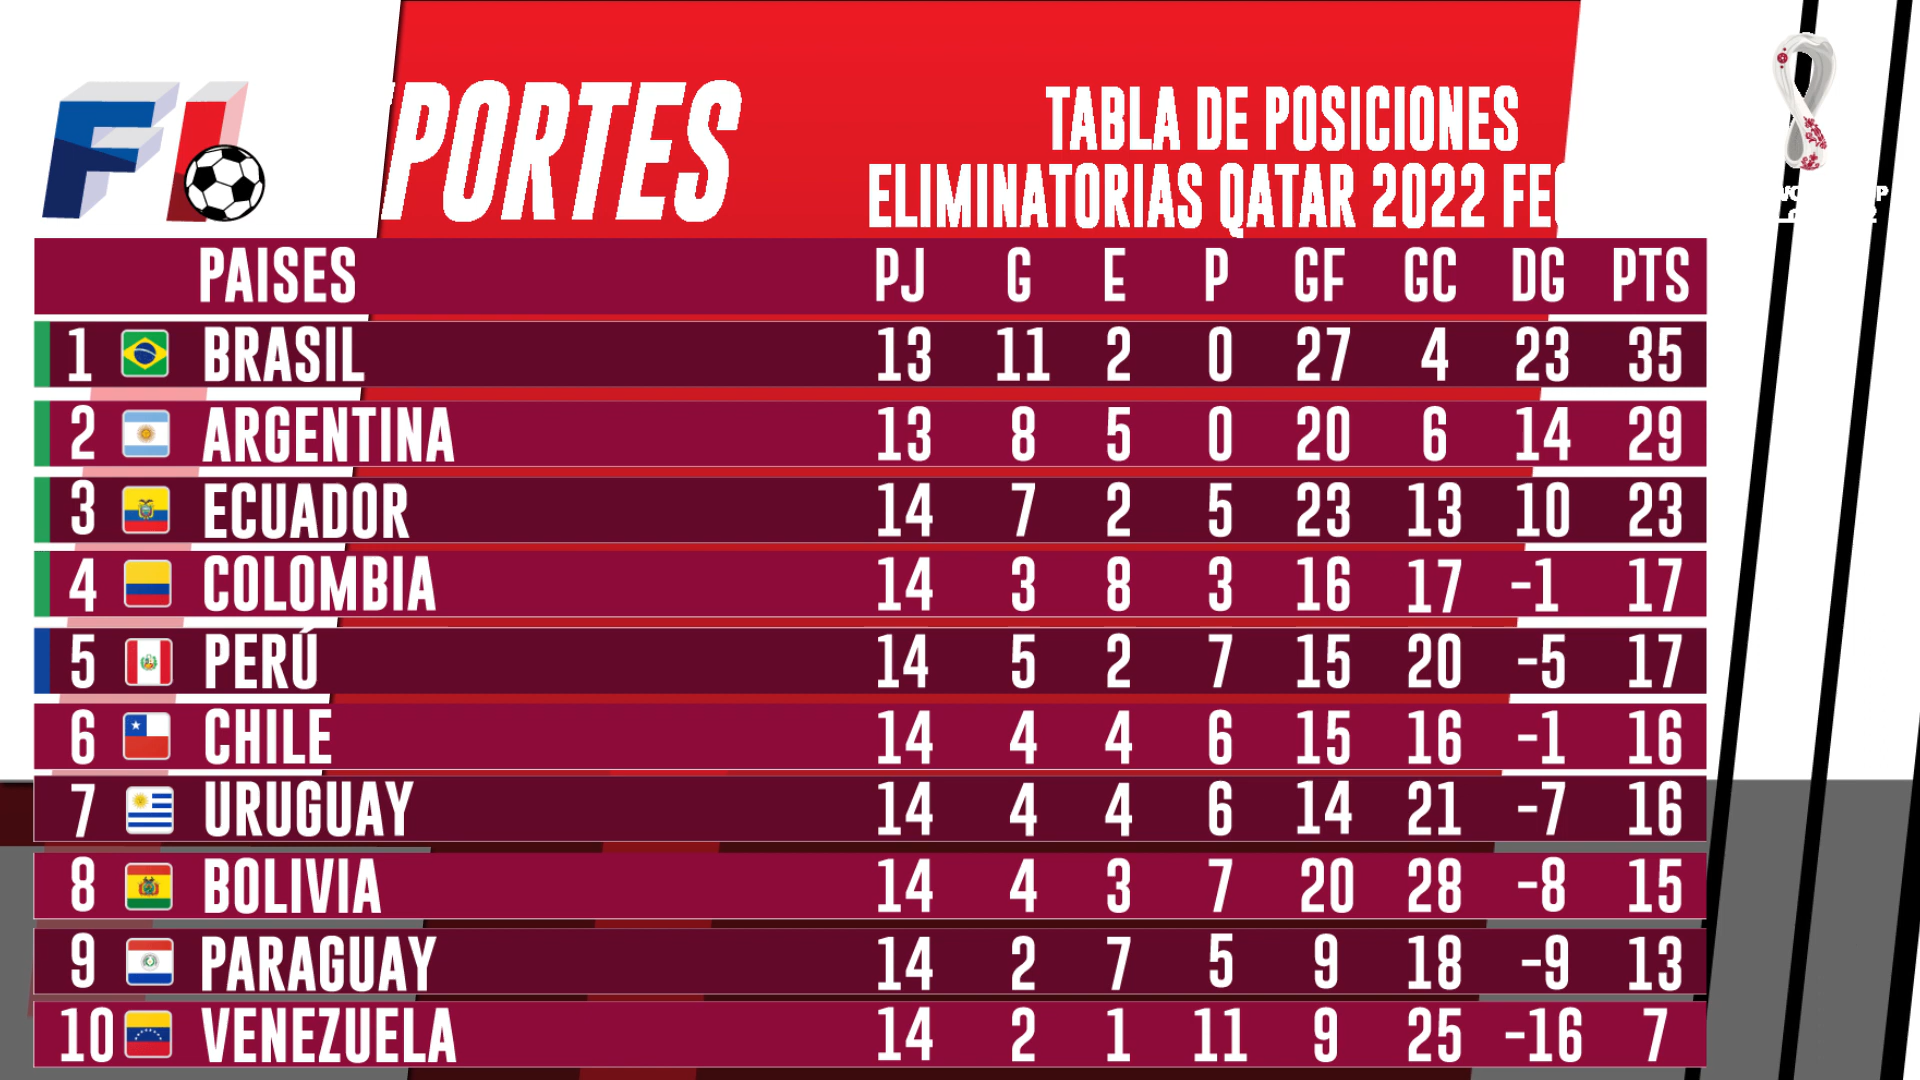 FI PORTES
TABLA DE POSICIONES
ELIMINATORIAS QATAR 2022
PAISES PJ G E P GF GC DG PTS
1 BRASIL 13 11 2 0 27 4 23 35
2 ARGENTINA 13 8 5 0 20 6 14 29
3 ECUADOR 14 7 2 5 23 13 10 23
4 COLOMBIA 14 3 8 3 16 17 -1 17
5 PERÚ 14 5 2 7 15 20 -5 17
6 CHILE 14 4 4 6 15 16 -1 16
7 URUGUAY 14 4 4 6 14 21 -7 16
8 BOLIVIA 14 4 3 7 20 28 -8 15
9 PARAGUAY 14 2 7 5 9 18 -9 13
10 VENEZUELA 14 2 1 11 9 25 -16 7